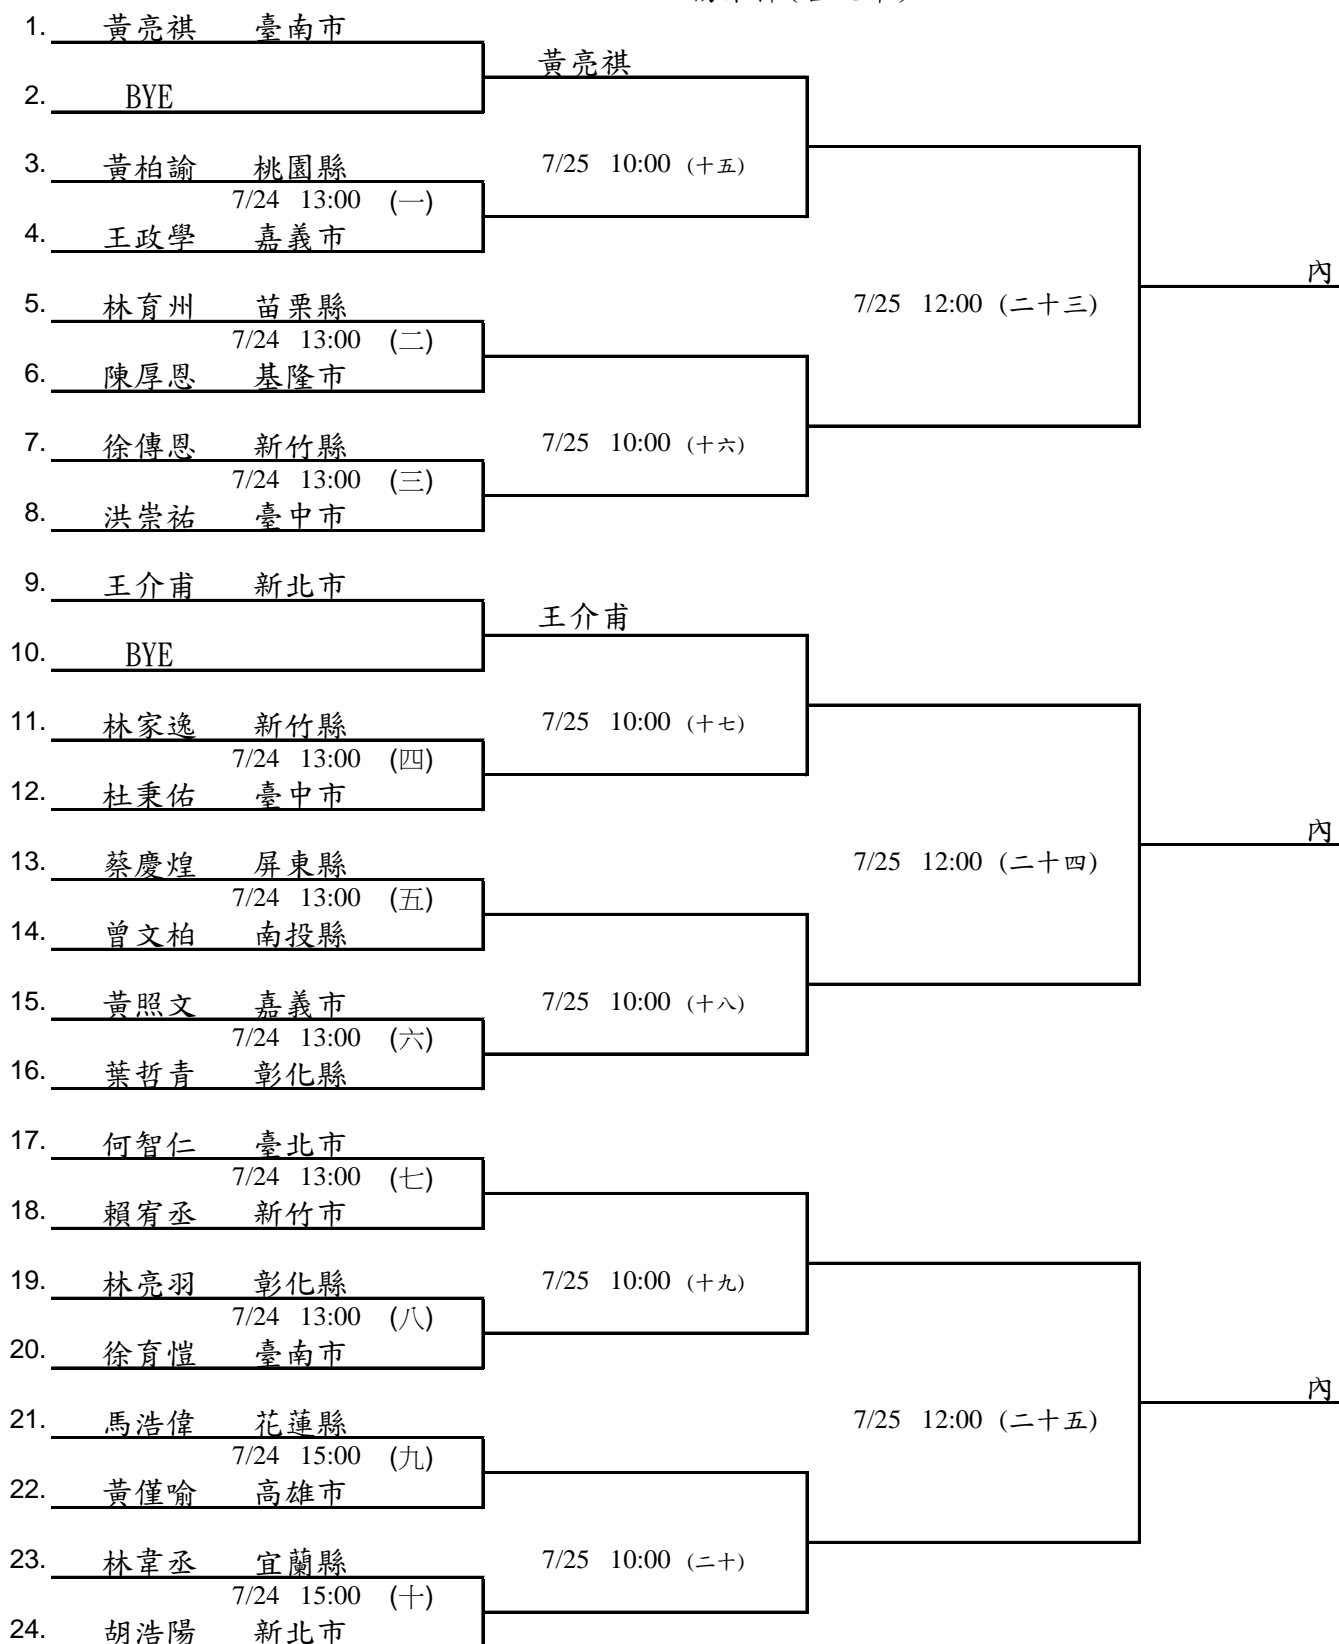 1. 黃亮祺 臺南市
黃亮祺
2. BYE
3. 黃柏諭 桃園縣
7/25 10:00 (十五)
7/24 13:00 (一)
4. 王政學 嘉義市
內
5. 林育州 苗栗縣
7/25 12:00 (二十三)
7/24 13:00 (二)
6. 陳厚恩 基隆市
7. 徐傳恩 新竹縣
7/25 10:00 (十六)
7/24 13:00 (三)
8. 洪崇祐 臺中市
9. 王介甫 新北市
王介甫
10. BYE
11. 林家逸 新竹縣
7/25 10:00 (十七)
7/24 13:00 (四)
12. 杜秉佑 臺中市
內
13. 蔡慶煌 屏東縣
7/25 12:00 (二十四)
7/24 13:00 (五)
14. 曾文柏 南投縣
15. 黃照文 嘉義市
7/25 10:00 (十八)
7/24 13:00 (六)
16. 葉哲青 彰化縣
17. 何智仁 臺北市
7/24 13:00 (七)
18. 賴宥丞 新竹市
19. 林亮羽 彰化縣
7/25 10:00 (十九)
7/24 13:00 (八)
20. 徐育愷 臺南市
內
21. 馬浩偉 花蓮縣
7/25 12:00 (二十五)
7/24 15:00 (九)
22. 黃僅喻 高雄市
23. 林韋丞 宜蘭縣
7/25 10:00 (二十)
7/24 15:00 (十)
24. 胡浩陽 新北市